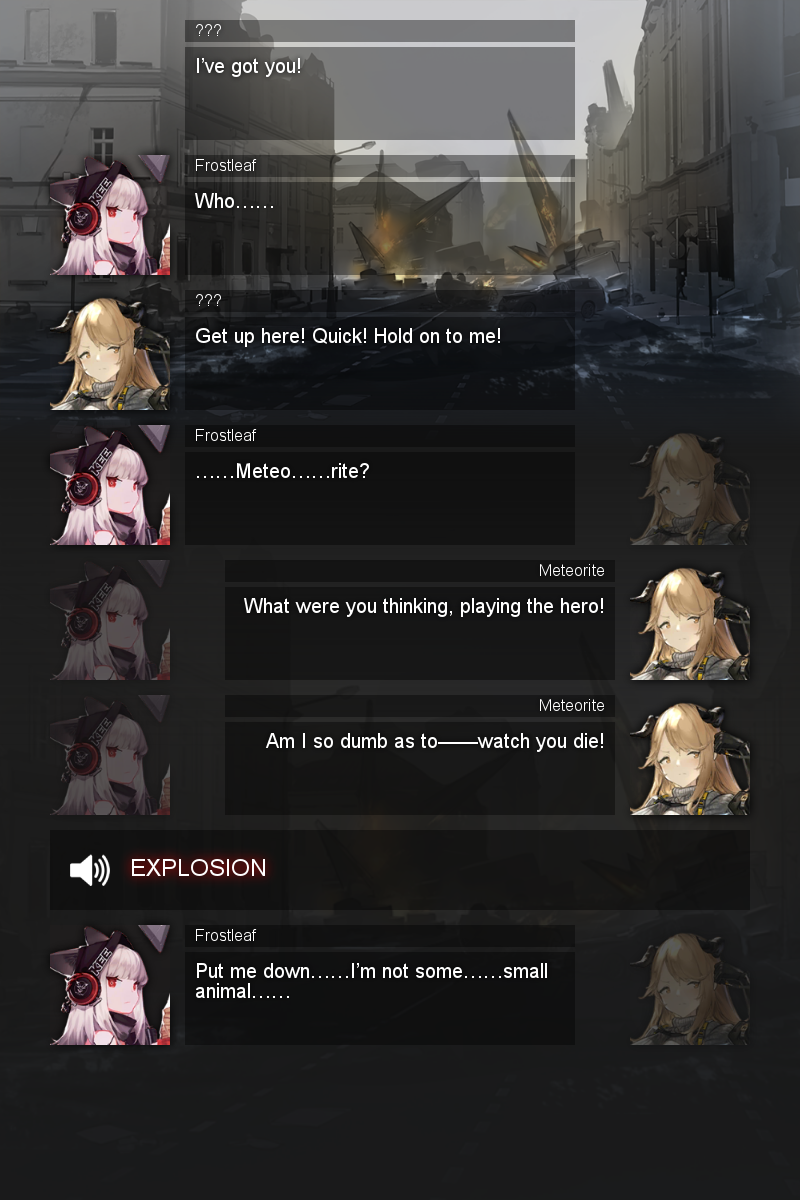 ???
I've got you!
Frostleaf
Who……
???
Get up here! Quick! Hold on to me!
Frostleaf
……Meteo……rite?
Meteorite
What were you thinking, playing the hero!
Meteorite
Am I so dumb as to——watch you die!
EXPLOSION
Frostleaf
Put me down……I'm not some……small
animal……